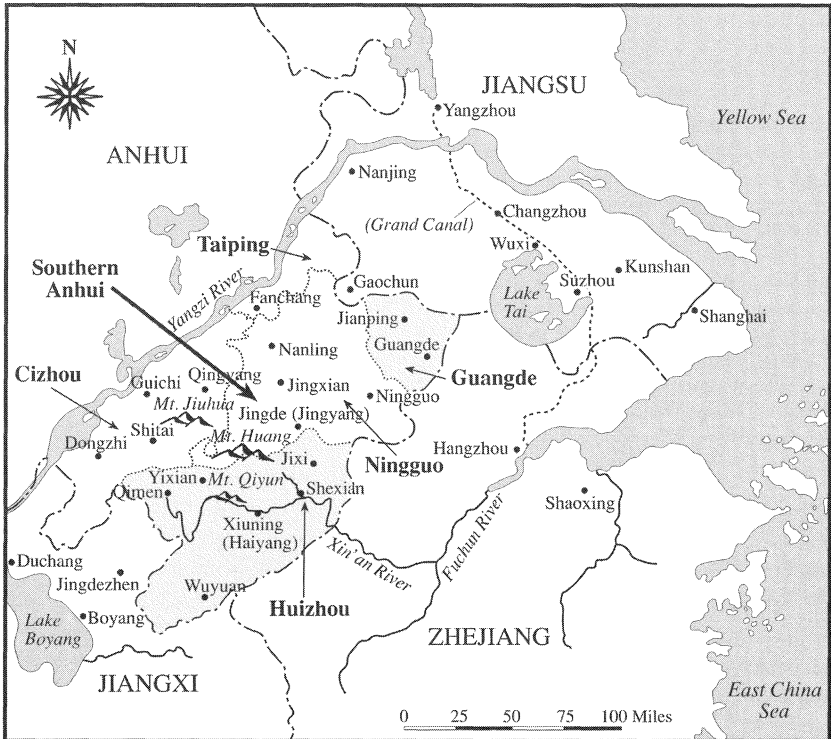 N
JIANGSU
Yangzhou
Yellow Sea
ANHUI
Nanjing
(Grand Canal)
Changzhou
Taiping
Wuxi
Southern
Anhui
Yangzi River
Gaochun
Suzhou
Kunshan
Fanchang
Lake
Tai
Jianping
Shanghai
Guangde
Nanling
Cizhou
Guichi
Qingyang
Jingxian
Guangde
Mt. Jiuhua
Ningguo
Jingde (Jingyang)
Shitai
Mt. Huang
Dongzhi
Hangzhou
Jixi
Ningguo
Yixian
Mt. Qiyun
Qimen
Shexian
Shaoxing
Xiuning
(Haiyang)
Xin'an River
Fuchun River
Duchang
Jingdezhen
Wuyuan
Huizhou
Lake
Boyang
Boyang
ZHEJIANG
JIANGXI
East China
Sea
0 25 50 75 100 Miles